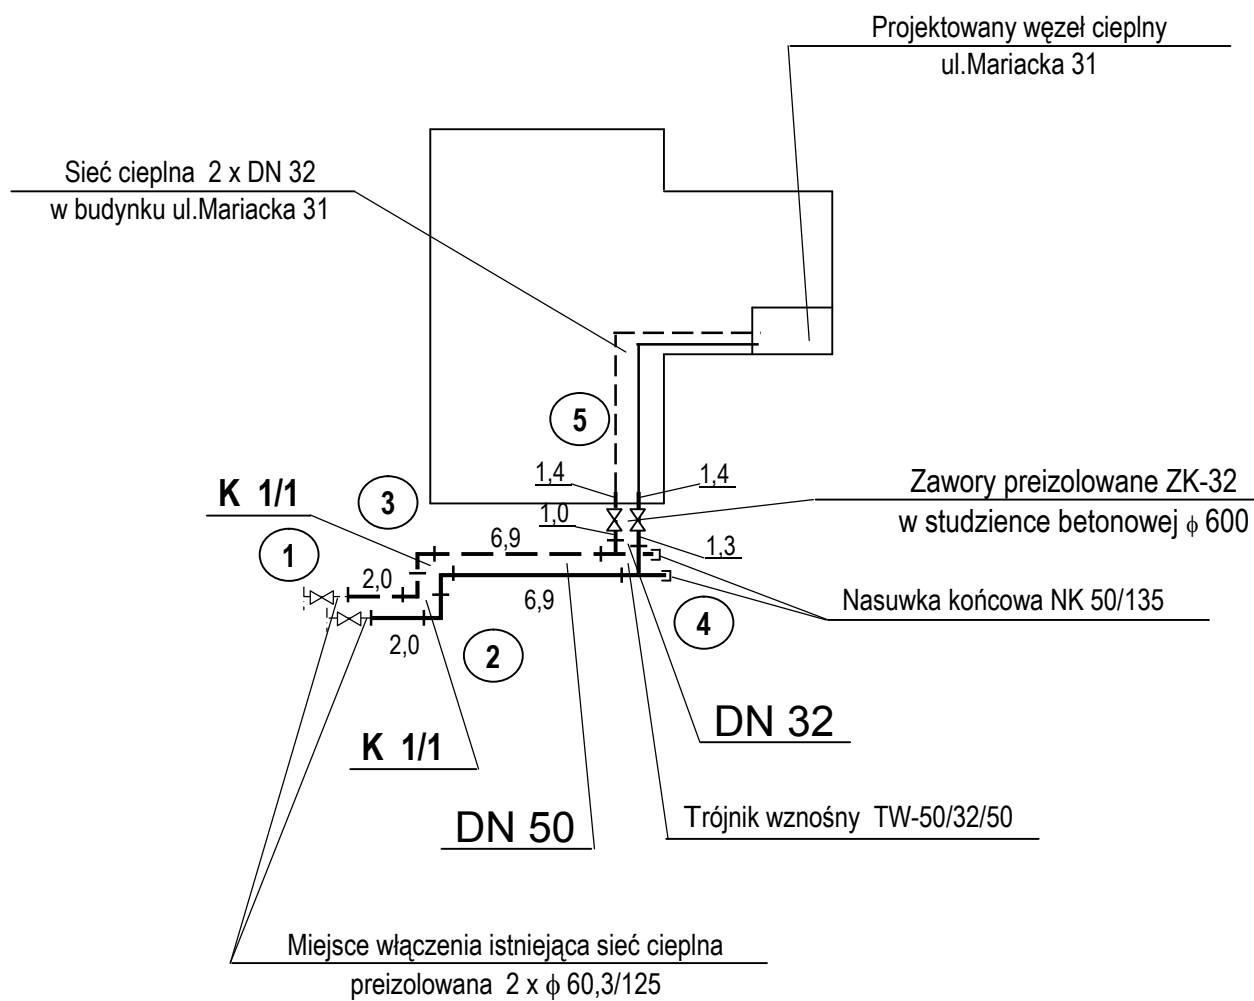 Projektowany węzeł cieplny
ul.Mariacka 31
Sieć cieplna 2 x DN 32
w budynku ul.Mariacka 31
5
1,4
1,4
K 1/1
3
Zawory preizolowane ZK-32
w studzience betonowej ϕ 600
1,0
1
6,9
1,3
2,0
6,9
Nasuwka końcowa NK 50/135
4
2,0
2
DN 32
K 1/1
DN 50
Trójnik wznośny TW-50/32/50
Miejsce włączenia istniejąca sieć cieplna
preizolowana 2 x ϕ 60,3/125